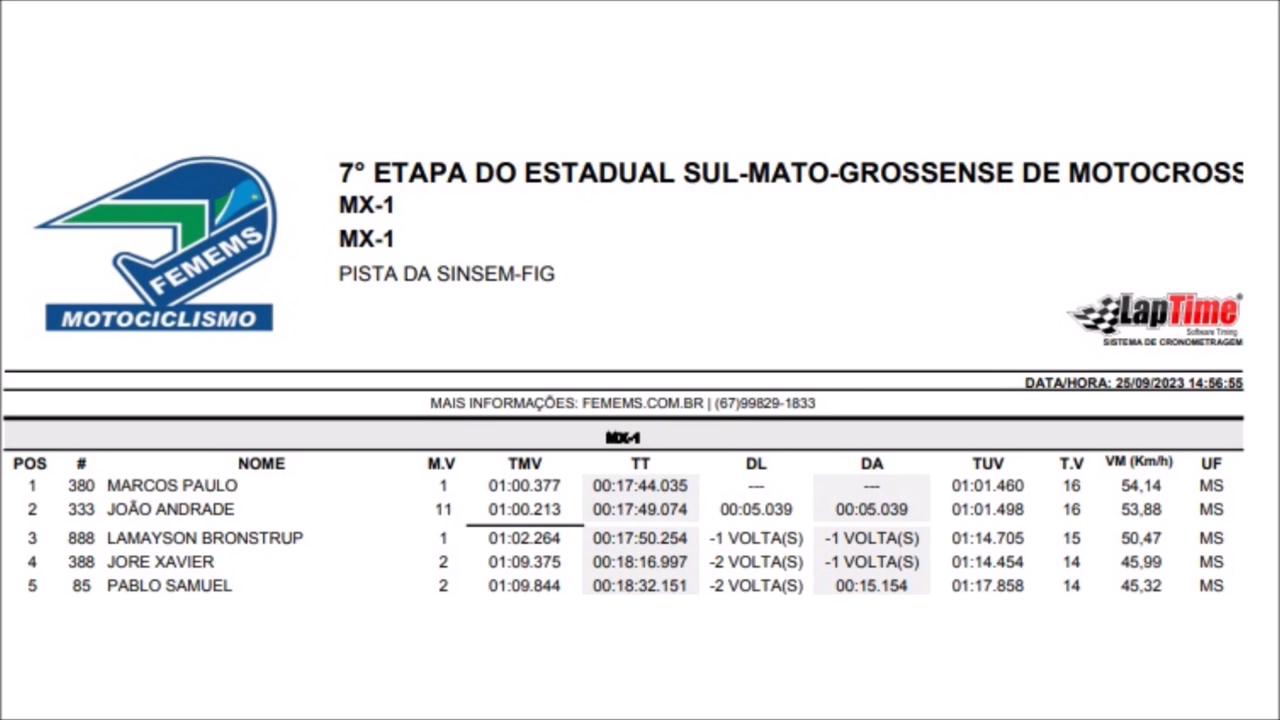 7° ETAPA DO ESTADUAL SUL-MATO-GROSSENSE DE MOTOCROSS
MX-1
MX-1
PISTA DA SINSEM-FIG
FEMEMS
MOTOCICLISMO
LapTime
Software Timing
SISTEMA DE CRONOMETRAGEM
DATA/HORA: 25/09/2023 14:56:55
MAIS INFORMAÇÕES: FEMEMS.COM.BR | (67)99829-1833
MX-1
POS # NOME M.V TMV TT DL DA TUV T.V VM (Km/h) UF
1 380 MARCOS PAULO 1 01:00.377 00:17:44.035 --- --- 01:01.460 16 54,14 MS
2 333 JOÃO ANDRADE 11 01:00.213 00:17:49.074 00:05.039 00:05.039 01:01.498 16 53,88 MS
3 888 LAMAYSON BRONSTRUP 1 01:02.264 00:17:50.254 -1 VOLTA(S) -1 VOLTA(S) 01:14.705 15 50,47 MS
4 388 JORE XAVIER 2 01:09.375 00:18:16.997 -2 VOLTA(S) -1 VOLTA(S) 01:14.454 14 45,99 MS
5 85 PABLO SAMUEL 2 01:09.844 00:18:32.151 -2 VOLTA(S) 00:15.154 01:17.858 14 45,32 MS